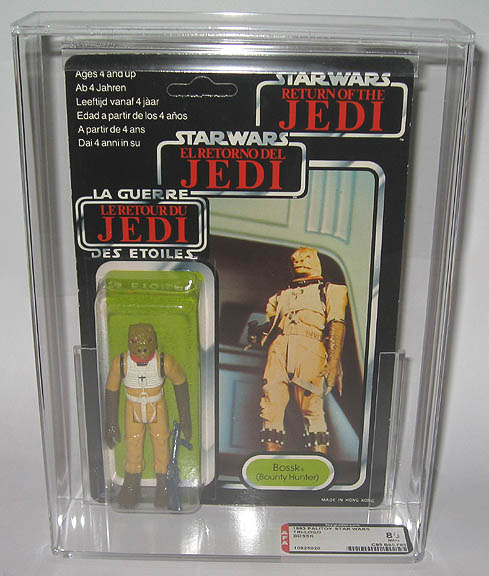 Ages 4 and up
Ab 4 Jahren
Leeftijd vanaf 4 jáar
Edad a partir de los 4 años
A partir de 4 ans
Dai 4 anni in su
STAR WARS
RETURN OF THE
JEDI
STAR WARS
EL RETORNO DEL
JEDI
LA GUERRE
LE RETOUR DU
JEDI
DES ETOILES
Bossk
(Bounty Hunter)
MADE IN HONG KONG
AFA
1983 PALITOY STAR WARS
TRI-LOGO
BOSSK